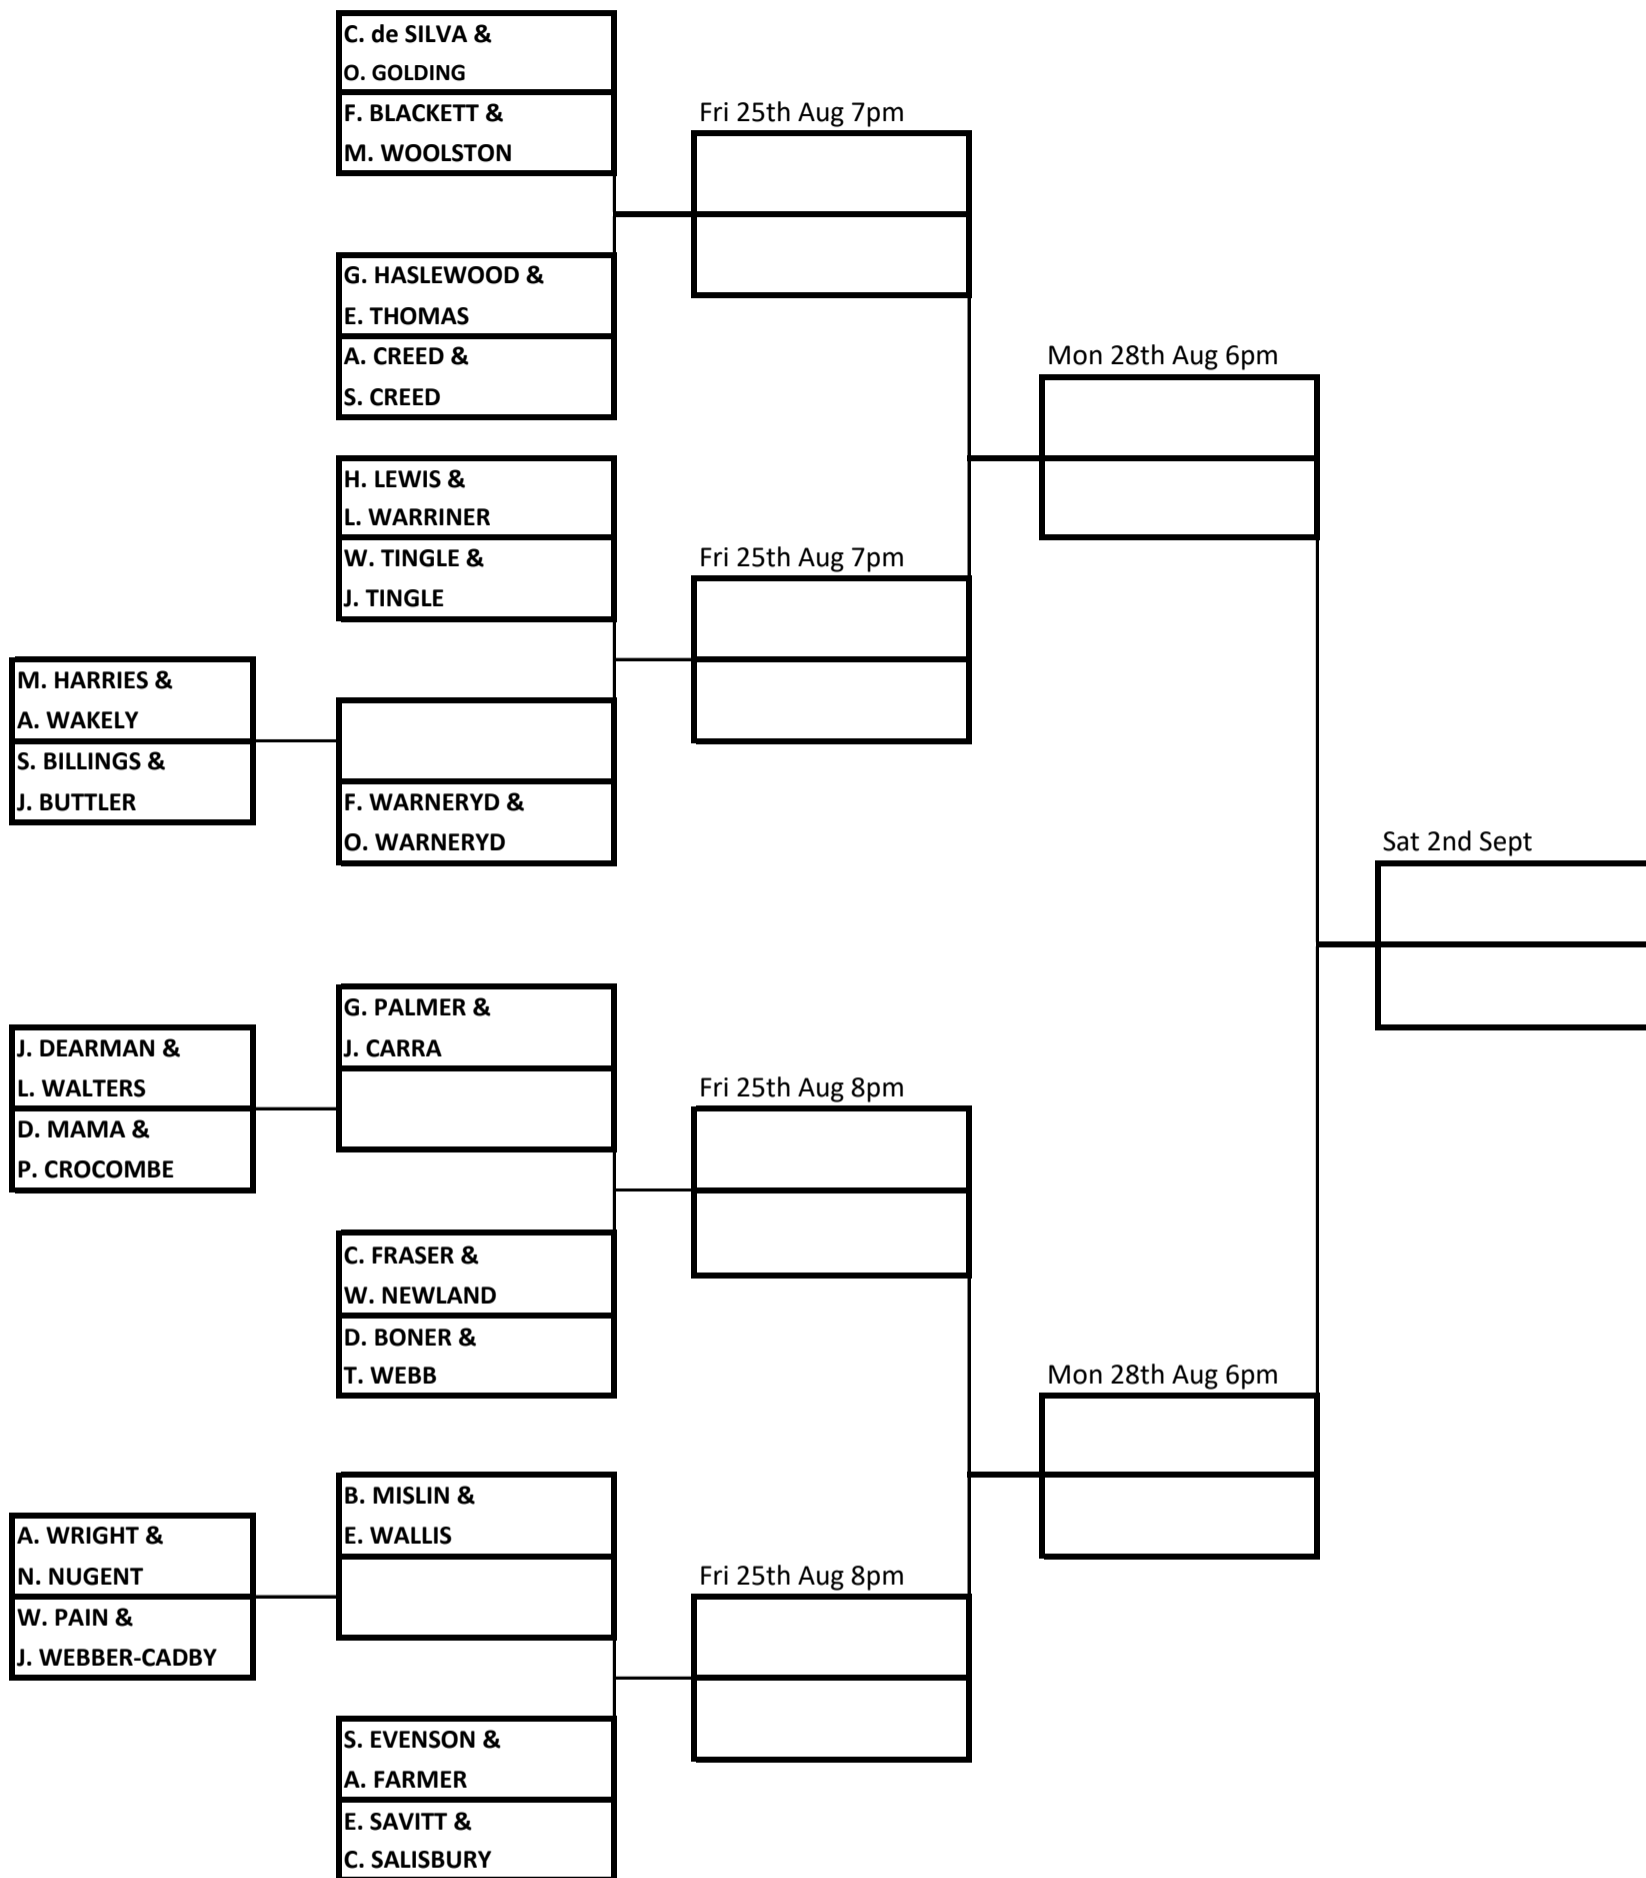 C. de SILVA &
O. GOLDING
F. BLACKETT &
M. WOOLSTON
Fri 25th Aug 7pm
G. HASLEWOOD &
E. THOMAS
A. CREED &
S. CREED
Mon 28th Aug 6pm
H. LEWIS &
L. WARRINER
W. TINGLE &
J. TINGLE
Fri 25th Aug 7pm
M. HARRIES &
A. WAKELY
S. BILLINGS &
J. BUTTLER
F. WARNERYD &
O. WARNERYD
Sat 2nd Sept
G. PALMER &
J. CARRA
J. DEARMAN &
L. WALTERS
D. MAMA &
P. CROCOMBE
Fri 25th Aug 8pm
C. FRASER &
W. NEWLAND
D. BONER &
T. WEBB
Mon 28th Aug 6pm
B. MISLIN &
E. WALLIS
A. WRIGHT &
N. NUGENT
W. PAIN &
J. WEBBER-CADBY
Fri 25th Aug 8pm
S. EVENSON &
A. FARMER
E. SAVITT &
C. SALISBURY